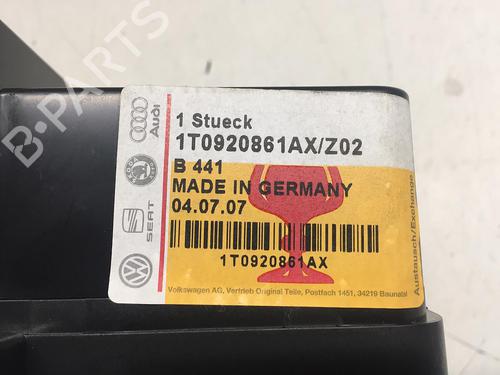 B-PARTS
1 Stueck
1T0920861AX/Z02
B 441
MADE IN GERMANY
04.07.07
1T0920861AX
Volkswagen AG, Vertrieb Original Teile, Postfach 1451, 34219 Baunatal
Audi
SKODA
SEAT
Austausch/Exchange